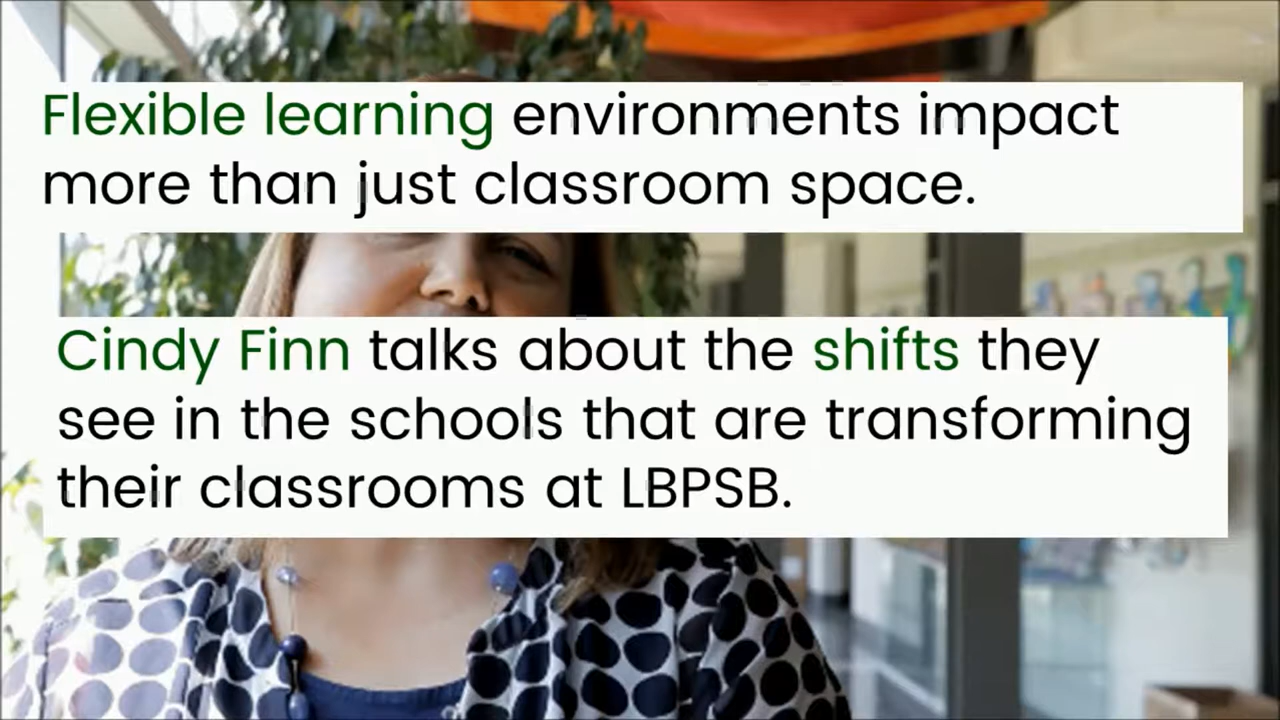 Flexible learning environments impact
more than just classroom space.
Cindy Finn talks about the shifts they
see in the schools that are transforming
their classrooms at LBPSB.